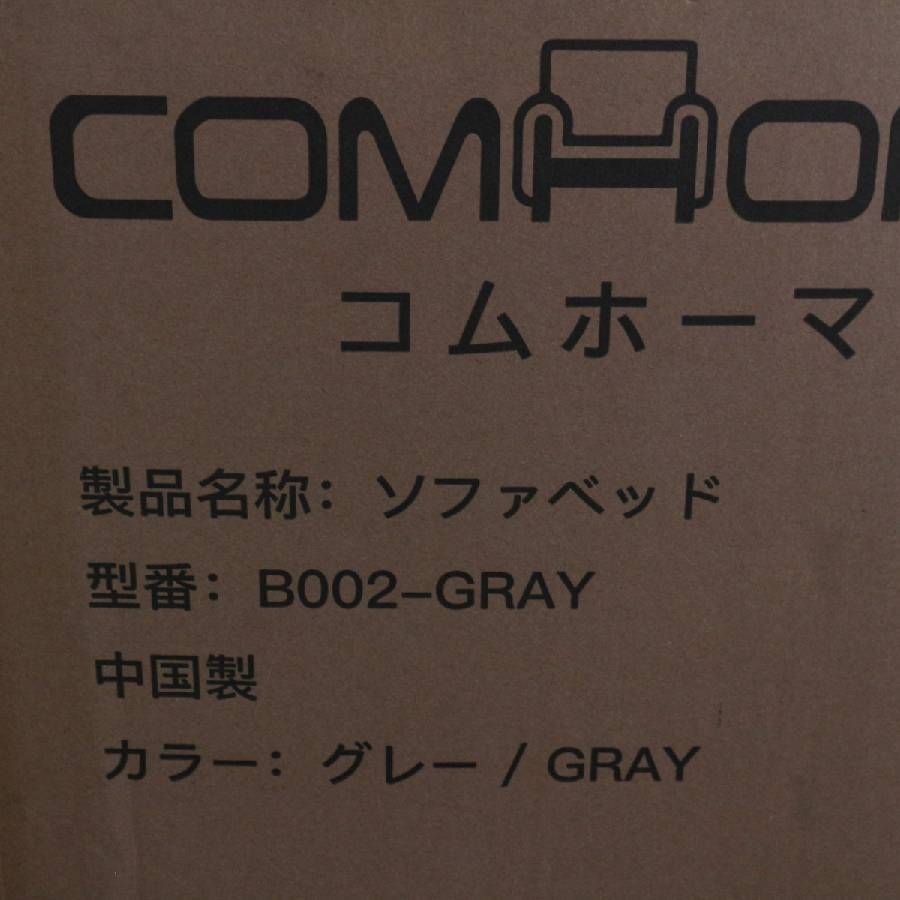 COMHO
コムホーマ
製品名称: ソファベッド
型番: B002-GRAY
中国製
カラー: グレー / GRAY